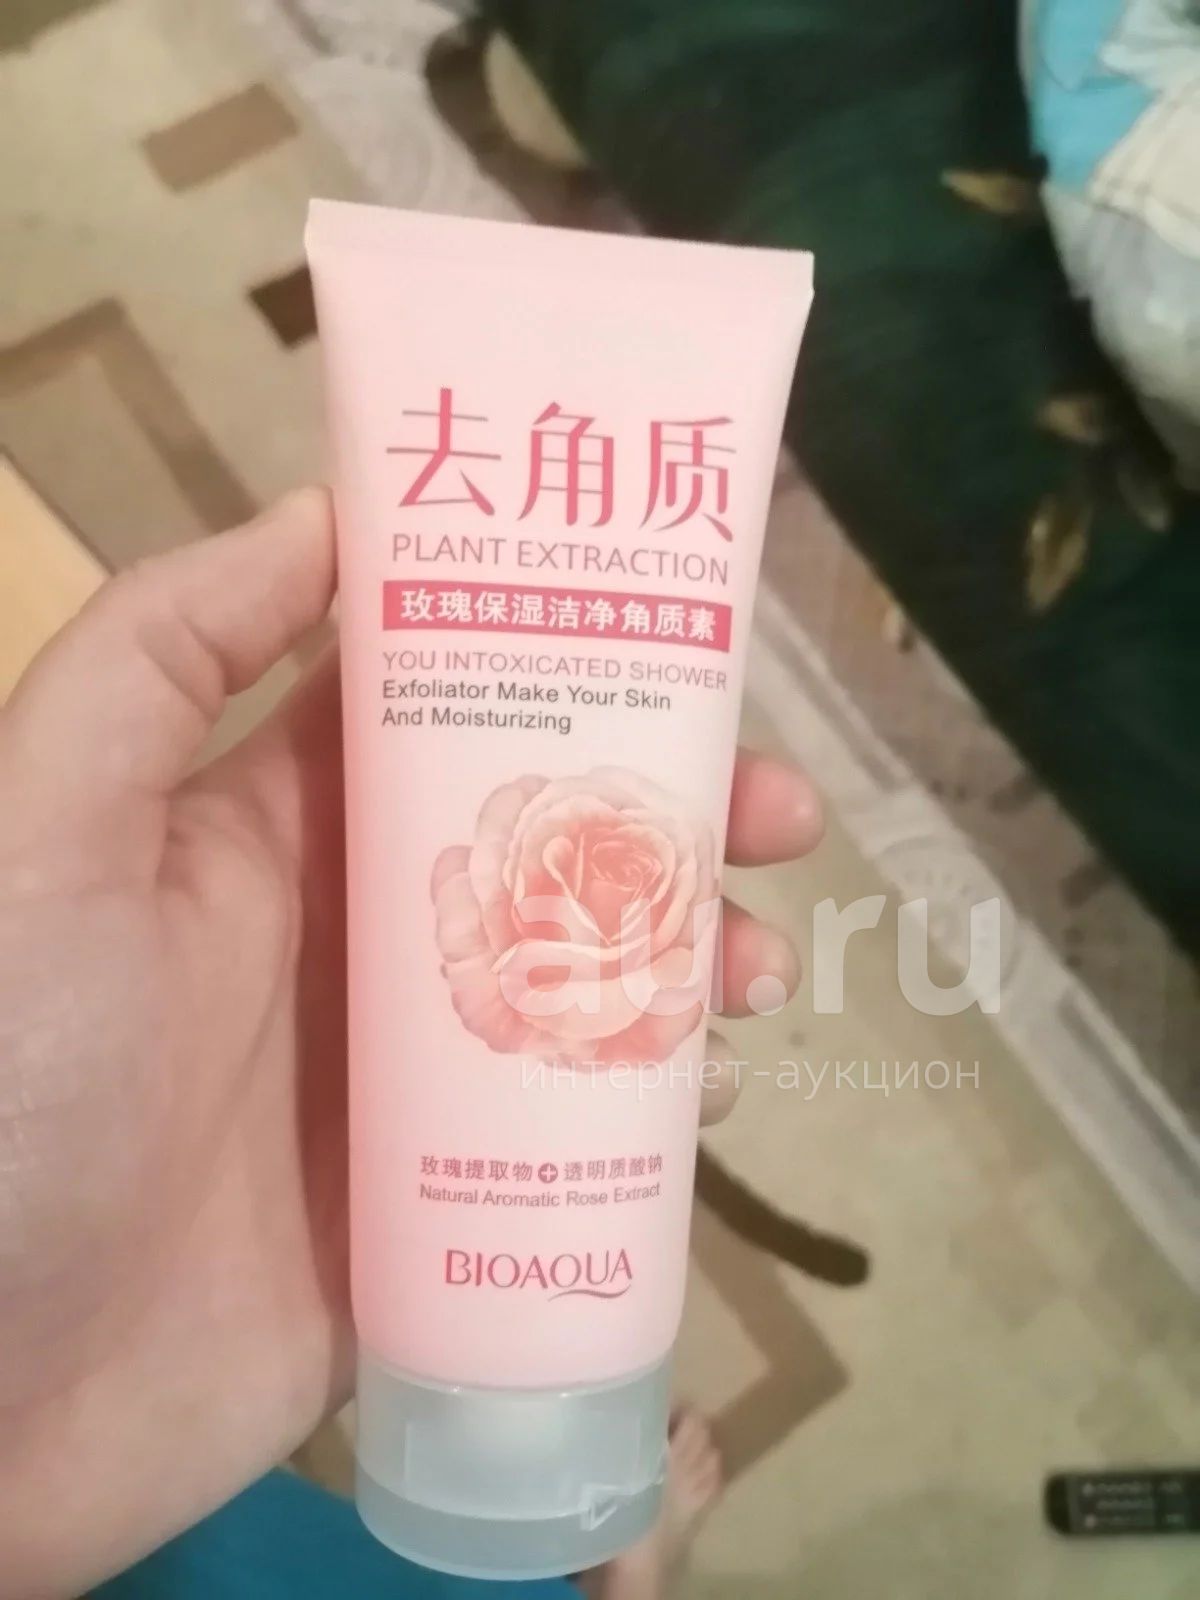 去角质
PLANT EXTRACTION
玫瑰保湿洁净角质素
YOU INTOXICATED SHOWER
Exfoliator Make Your Skin
And Moisturizing
au.ru
интернет-аукцион
玫瑰提取物+透明质酸钠
Natural Aromatic Rose Extract
BIOAQUA